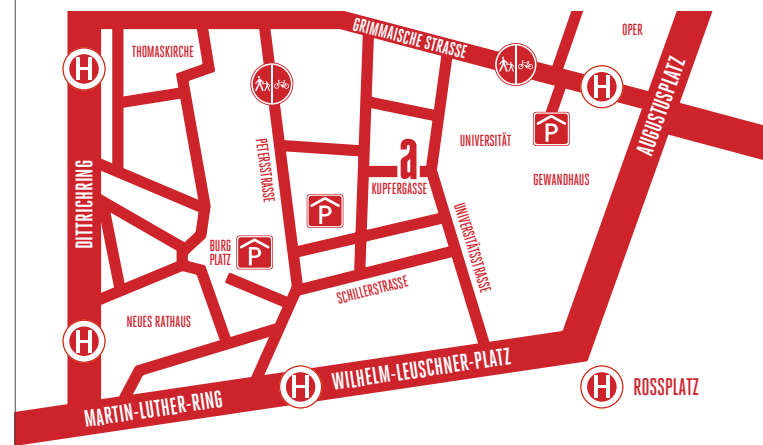 OPER
GRIMMAISCHE STRASSE
THOMASKIRCHE
H
H
P
AUGUSTUSPLATZ
UNIVERSITÄT
a
PETERSSTRASSE
KUPFERGASSE
GEWANDHAUS
DITTRICHRING
P
UNIVERSITÄTSSTRASSE
BURG
PLATZ
P
SCHILLERSTRASSE
NEUES RATHAUS
H
WILHELM-LEUSCHNER-PLATZ
H
H
ROSSPLATZ
MARTIN-LUTHER-RING